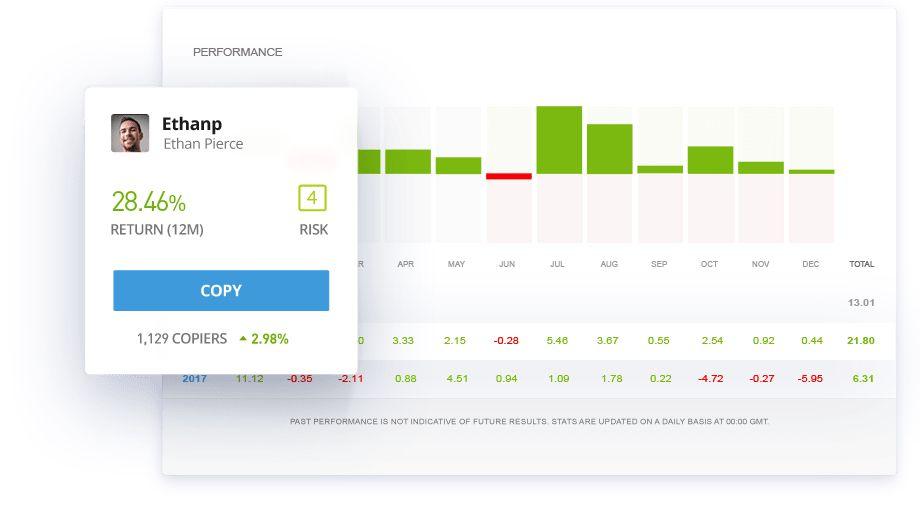 PERFORMANCE
Ethanp
Ethan Pierce
28.46%
4
RETURN (12M)
RISK
COPY
1,129 COPIERS 2.98%
R APR MAY JUN JUL AUG SEP OCT NOV DEC TOTAL
13.01
0 3.33 2.15 -0.28 5.46 3.67 0.55 2.54 0.92 0.44 21.80
2017 11.12 -0.35 -2.11 0.88 4.51 0.94 1.09 1.78 0.22 -4.72 -0.27 -5.95 6.31
PAST PERFORMANCE IS NOT INDICATIVE OF FUTURE RESULTS. STATS ARE UPDATED ON A DAILY BASIS AT 00:00 GMT.